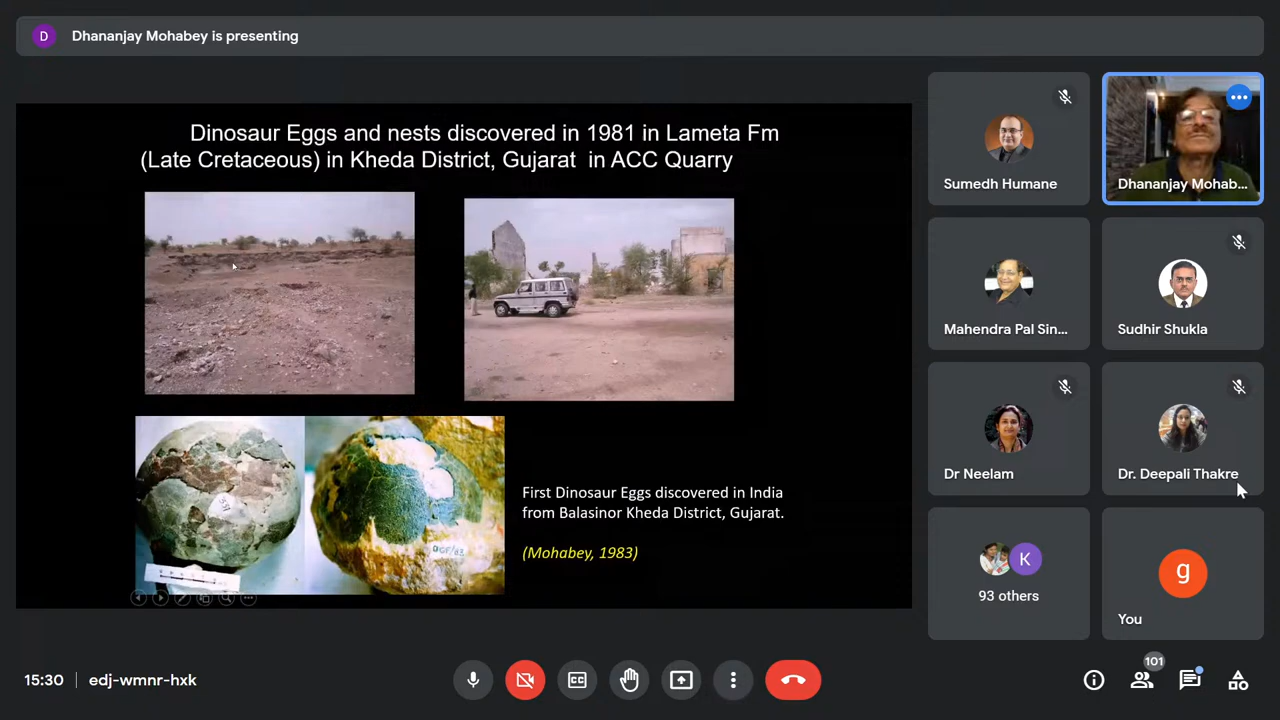 D
Dhananjay Mohabey is presenting
Dinosaur Eggs and nests discovered in 1981 in Lameta Fm
(Late Cretaceous) in Kheda District, Gujarat in ACC Quarry
First Dinosaur Eggs discovered in India
from Balasinor Kheda District, Gujarat.
(Mohabey, 1983)
Sumedh Humane
Dhananjay Mohab...
Mahendra Pal Sin...
Sudhir Shukla
Dr Neelam
Dr. Deepali Thakre
K
93 others
g
You
15:30
edj-wmnr-hxk
101